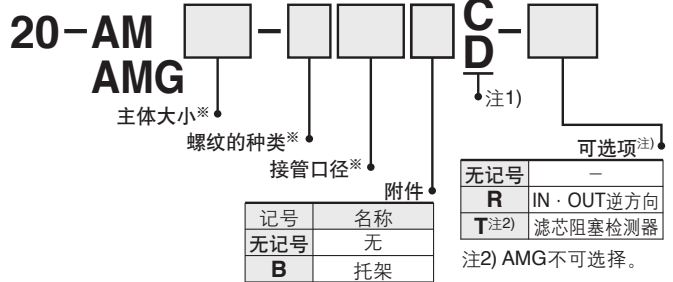 20-AM □-□□□C-□
AMG D
注1)
主体大小※
螺纹的种类※
接管口径※
附件
可选项注)
记号 名称
无记号 无
B 托架
无记号 −
R IN · OUT逆方向
T注2) 滤芯阻塞检测器
注2) AMG不可选择。